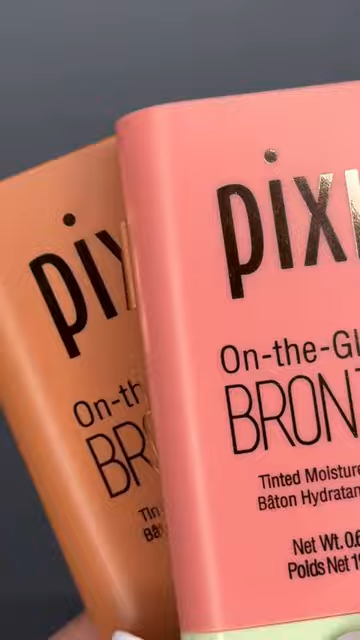 pixi
On-the-Gl
BRON
Tinted Moisture
Bâton Hydratan
Net Wt. 0.6
Poids Net 1
pix
On-th
BR
Tin
Bâ